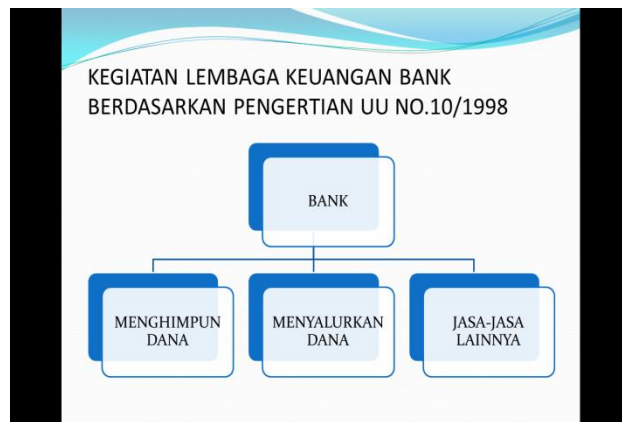 KEGIATAN LEMBAGA KEUANGAN BANK
BERDASARKAN PENGERTIAN UU NO.10/1998
BANK
MENGHIMPUN
DANA
MENYALURKAN
DANA
JASA-JASA
LAINNYA